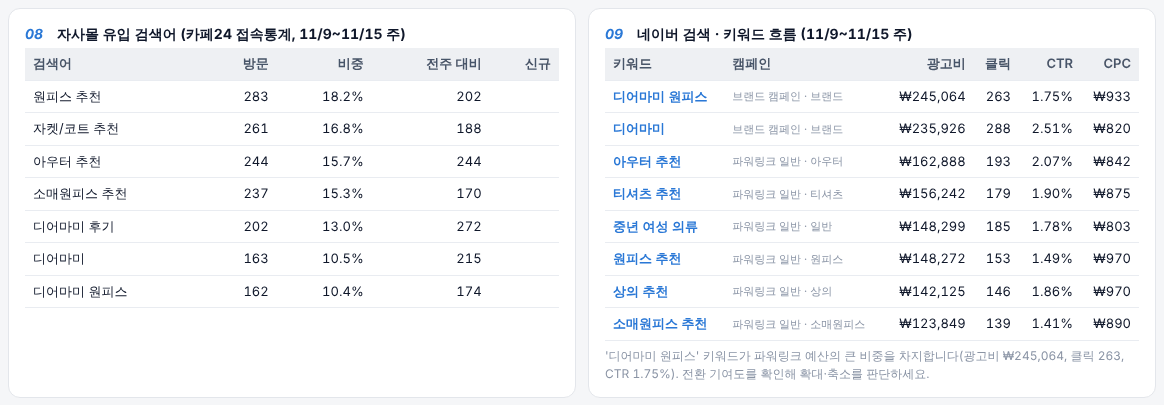 08 자사몰 유입 검색어 (카페24 접속통계, 11/9~11/15 주)
검색어 방문 비중 전주 대비 신규
원피스 추천 283 18.2% 202
자켓/코트 추천 261 16.8% 188
아우터 추천 244 15.7% 244
소매원피스 추천 237 15.3% 170
디어마미 후기 202 13.0% 272
디어마미 163 10.5% 215
디어마미 원피스 162 10.4% 174
09 네이버 검색 · 키워드 흐름 (11/9~11/15 주)
키워드 캠페인 광고비 클릭 CTR CPC
디어마미 원피스 브랜드 캠페인 · 브랜드 ₩245,064 263 1.75% ₩933
디어마미 브랜드 캠페인 · 브랜드 ₩235,926 288 2.51% ₩820
아우터 추천 파워링크 일반 · 아우터 ₩162,888 193 2.07% ₩842
티셔츠 추천 파워링크 일반 · 티셔츠 ₩156,242 179 1.90% ₩875
중년 여성 의류 파워링크 일반 · 일반 ₩148,299 185 1.78% ₩803
원피스 추천 파워링크 일반 · 원피스 ₩148,272 153 1.49% ₩970
상의 추천 파워링크 일반 · 상의 ₩142,125 146 1.86% ₩970
소매원피스 추천 파워링크 일반 · 소매원피스 ₩123,849 139 1.41% ₩890
'디어마미 원피스' 키워드가 파워링크 예산의 큰 비중을 차지합니다(광고비 ₩245,064, 클릭 263,
CTR 1.75%). 전환 기여도를 확인해 확대·축소를 판단하세요.